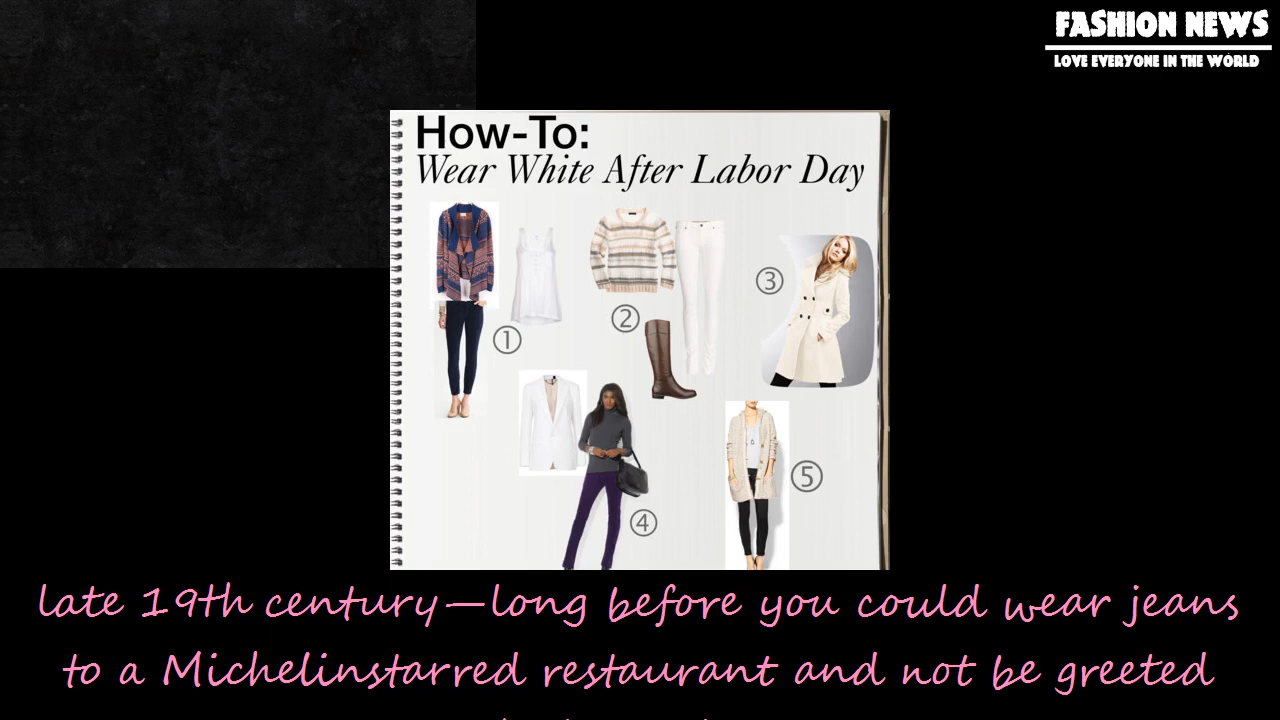 FASHION NEWS
LOVE EVERYONE IN THE WORLD
How-To:
Wear White After Labor Day
1
2
3
4
5
late 19th century—long before you could wear jeans
to a Michelinstarred restaurant and not be greeted